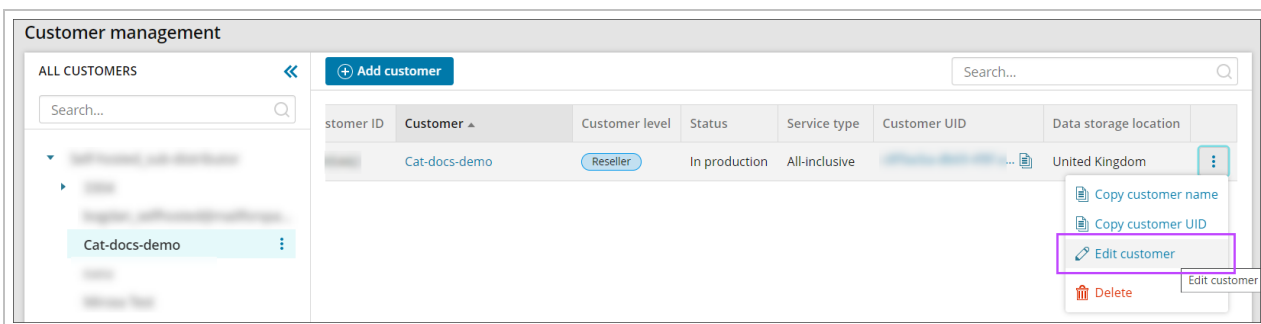 Customer management
ALL CUSTOMERS
Add customer
Search...
Search...
stomer ID Customer Customer level Status Service type Customer UID Data storage location
Cat-docs-demo Reseller In production All-inclusive ... United Kingdom
Copy customer name
Copy customer UID
Cat-docs-demo
Edit customer
Edit customer
Delete